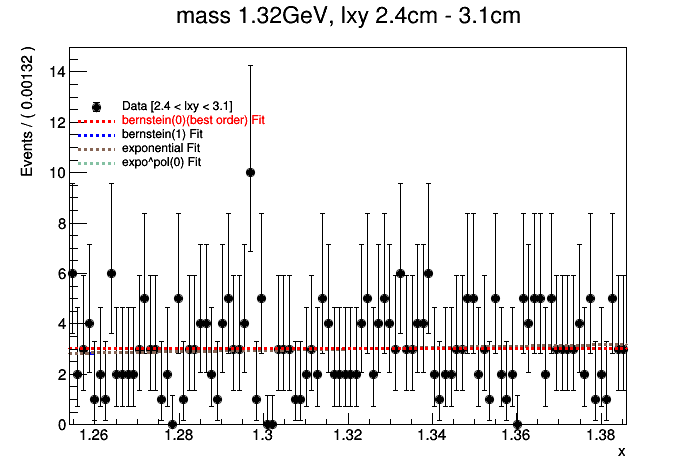 mass 1.32GeV, lxy 2.4cm - 3.1cm
Events / ( 0.00132 )
14
12
10
8
6
4
2
0
Data [2.4 < lxy < 3.1]
bernstein(0)(best order) Fit
bernstein(1) Fit
exponential Fit
expo^pol(0) Fit
1.26 1.28 1.3 1.32 1.34 1.36 1.38
x